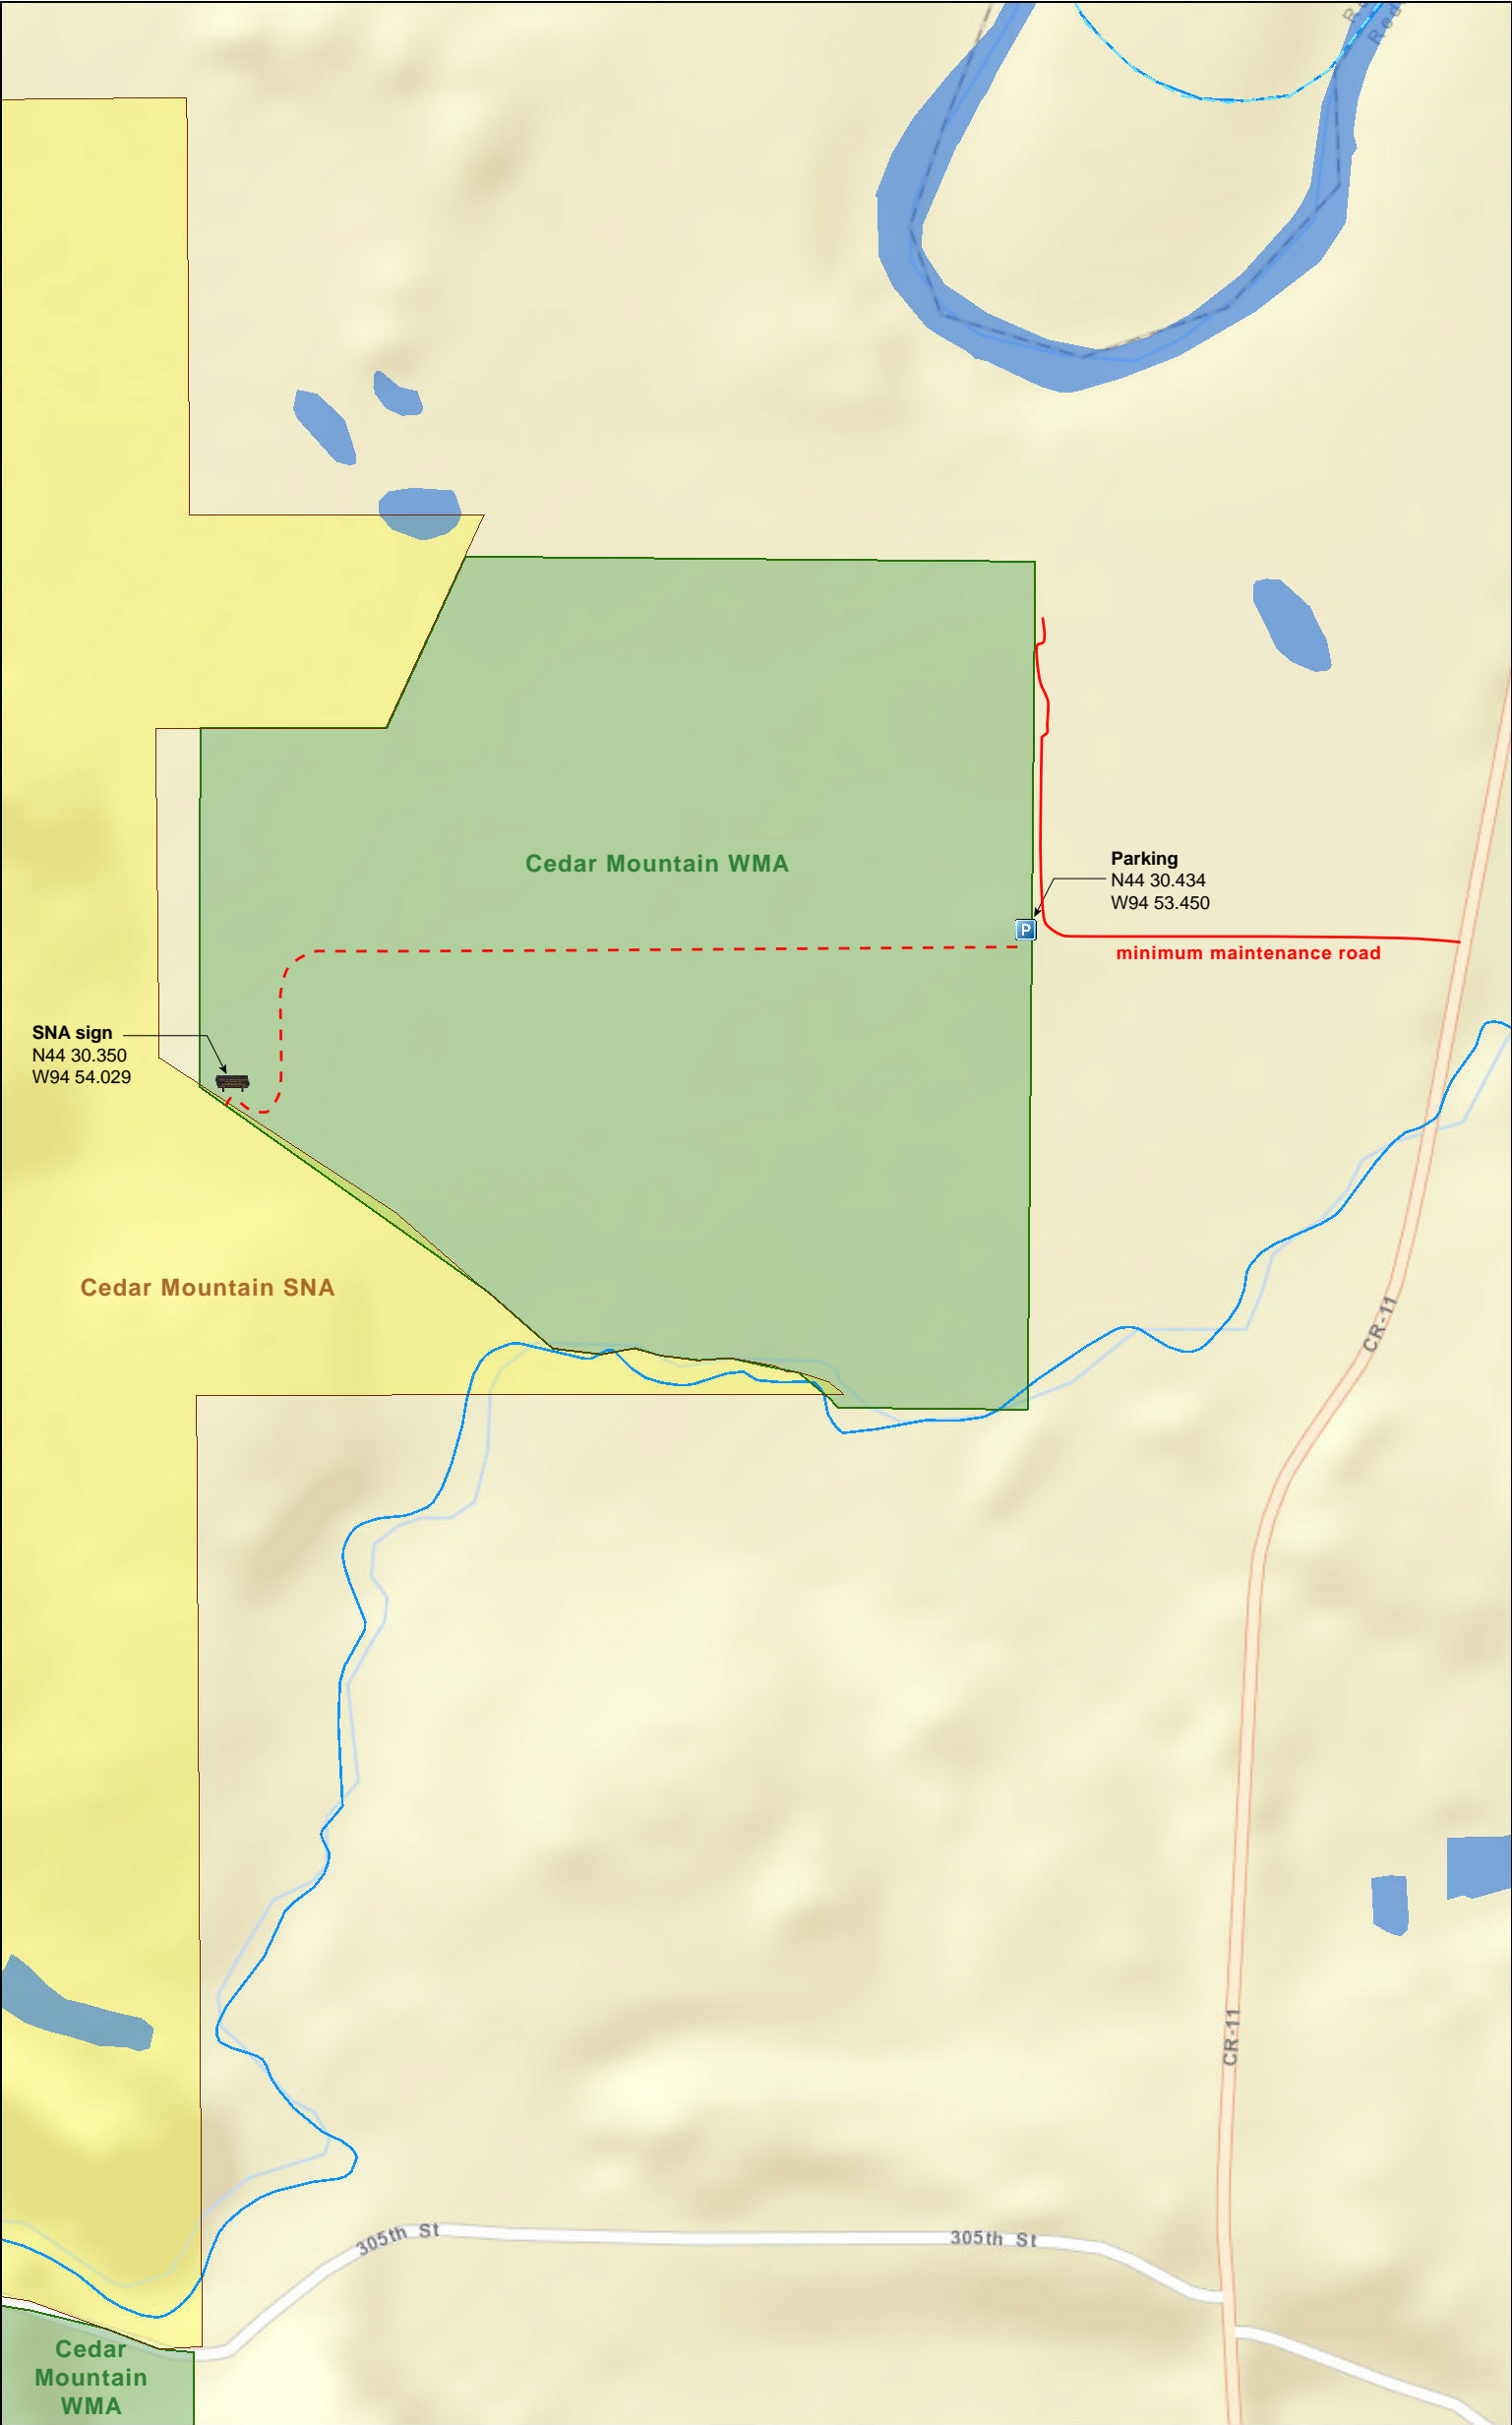 Cedar Mountain WMA
Parking
N44 30.434
W94 53.450
P
minimum maintenance road
SNA sign
N44 30.350
W94 54.029
Cedar Mountain SNA
CR-11
CR-11
305th St
305th St
Cedar
Mountain
WMA